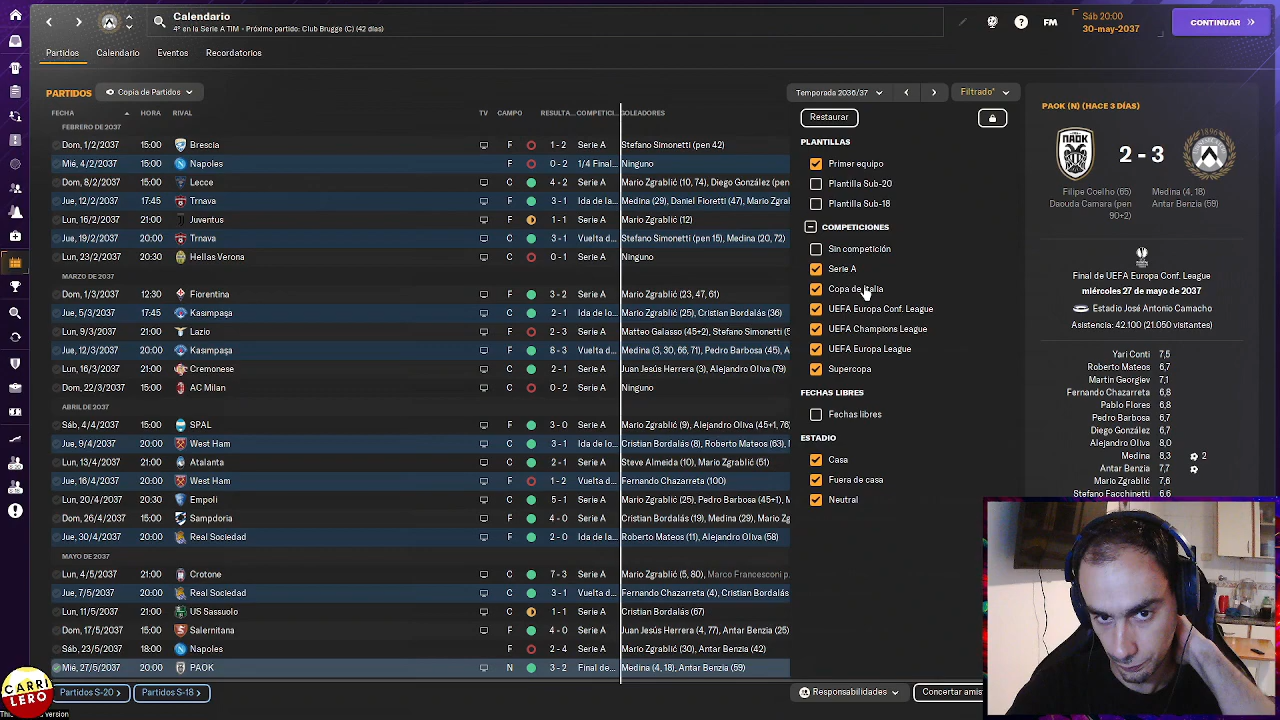 Calendario
4º en la Serie A TIM - Próximo partido: Club Brugge (C) (42 días)
FM
Sáb 20:00
30-may-2037
CONTINUAR
Partidos Calendario Eventos Recordatorios
PARTIDOS Copia de Partidos Temporada 2036/37 Filtrado*
FECHA HORA RIVAL TV CAMPO RESULTA... COMPETICI... GOLEADORES
FEBRERO DE 2037
Dom, 1/2/2037 15:00 Brescia F 1-2 Serie A Stefano Simonetti (pen 42)
Mié, 4/2/2037 15:00 Napoles F 0-2 1/4 Final... Ninguno
Dom, 8/2/2037 15:00 Lecce C 4-2 Serie A Mario Zgrablić (10, 74), Diego González (pen
Jue, 12/2/2037 17:45 Trnava F 3-1 Ida de lo... Medina (29), Daniel Fioretti (47), Mario Zgral
Lun, 16/2/2037 21:00 Juventus F 1-1 Serie A Mario Zgrablić (12)
Jue, 19/2/2037 20:00 Trnava C 3-1 Vuelta d... Stefano Simonetti (pen 15), Medina (20, 72)
Lun, 23/2/2037 20:30 Hellas Verona C 0-1 Serie A Ninguno
MARZO DE 2037
Dom, 1/3/2037 12:30 Fiorentina F 3-2 Serie A Medina (23, 47, 61)
Jue, 5/3/2037 17:45 Kasımpaşa C 2-1 Ida de lo... Mario Zgrablić (25), Cristian Bordalás (36)
Lun, 9/3/2037 21:00 Lazio F 2-3 Serie A Matteo Galasso (45+2), Stefano Simonetti (5
Jue, 12/3/2037 20:00 Kasımpaşa F 8-3 Vuelta d... Medina (3, 30, 66, 71), Pedro Barbosa (45), A
Lun, 16/3/2037 21:00 Cremonese C 2-1 Serie A Juan Jesús Herrera (3), Alejandro Oliva (79)
Dom, 22/3/2037 15:00 AC Milan C 0-2 Serie A Ninguno
ABRIL DE 2037
Sáb, 4/4/2037 15:00 SPAL F 3-0 Serie A Mario Zgrablić (9), Alejandro Oliva (45+1, 76)
Jue, 9/4/2037 20:00 West Ham C 3-1 Ida de lo... Cristian Bordalás (8), Roberto Mateos (63), M
Lun, 13/4/2037 21:00 Atalanta C 2-1 Serie A Steve Almeida (10), Mario Zgrablić (51)
Jue, 16/4/2037 20:00 West Ham F 1-2 Vuelta d... Fernando Chazarreta (100)
Lun, 20/4/2037 20:30 Empoli C 5-1 Serie A Mario Zgrablić (25), Pedro Barbosa (45+1),
Dom, 26/4/2037 15:00 Sampdoria F 4-0 Serie A Cristian Bordalás (19), Medina (29), Mario Zg
Jue, 30/4/2037 20:00 Real Sociedad F 2-0 Ida de lo... Roberto Mateos (11), Alejandro Oliva (58)
MAYO DE 2037
Lun, 4/5/2037 21:00 Crotone C 7-3 Serie A Mario Zgrablić (5, 80), Marco Francesconi p.
Jue, 7/5/2037 20:00 Real Sociedad C 3-1 Vuelta d... Fernando Chazarreta (4), Cristian Bordalás (
Lun, 11/5/2037 21:00 US Sassuolo C 1-1 Serie A Cristian Bordalás (67)
Dom, 17/5/2037 15:00 Salernitana F 4-0 Serie A Juan Jesús Herrera (4, 77), Antar Benzia (25)
Sáb, 23/5/2037 18:00 Napoles F 2-4 Serie A Mario Zgrablić (30), Antar Benzia (42)
Mié, 27/5/2037 20:00 PAOK N 3-2 Final de... Medina (4, 18), Antar Benzia (59)
Partidos S-20 Partidos S-18
Responsabilidades Concertar amis
Restaurar
PLANTILLAS
Primer equipo
Plantilla Sub-20
Plantilla Sub-18
COMPETICIONES
Sin competición
Serie A
Copa de Italia
UEFA Europa Conf. League
UEFA Champions League
UEFA Europa League
Supercopa
FECHAS LIBRES
Fechas libres
ESTADIO
Casa
Fuera de casa
Neutral
PAOK (N) (HACE 3 DÍAS)
ΠΑΟΚ
1896
2 - 3
Filipe Coelho (65) Medina (4, 18)
Daouda Camara (pen Antar Benzia (59)
90+2)
Final de UEFA Europa Conf. League
miércoles 27 de mayo de 2037
Estadio José Antonio Camacho
Asistencia: 42.100 (21.050 visitantes)
Yari Conti 7,5
Roberto Mateos 6,7
Martin Georgiev 7,1
Fernando Chazarreta 6,8
Pablo Flores 6,8
Pedro Barbosa 6,7
Diego González 6,7
Alejandro Oliva 8,0
Medina 8,3 2
Antar Benzia 7,7
Mario Zgrablić 7,6
Stefano Facchinetti 6,6
CARRI
LERO